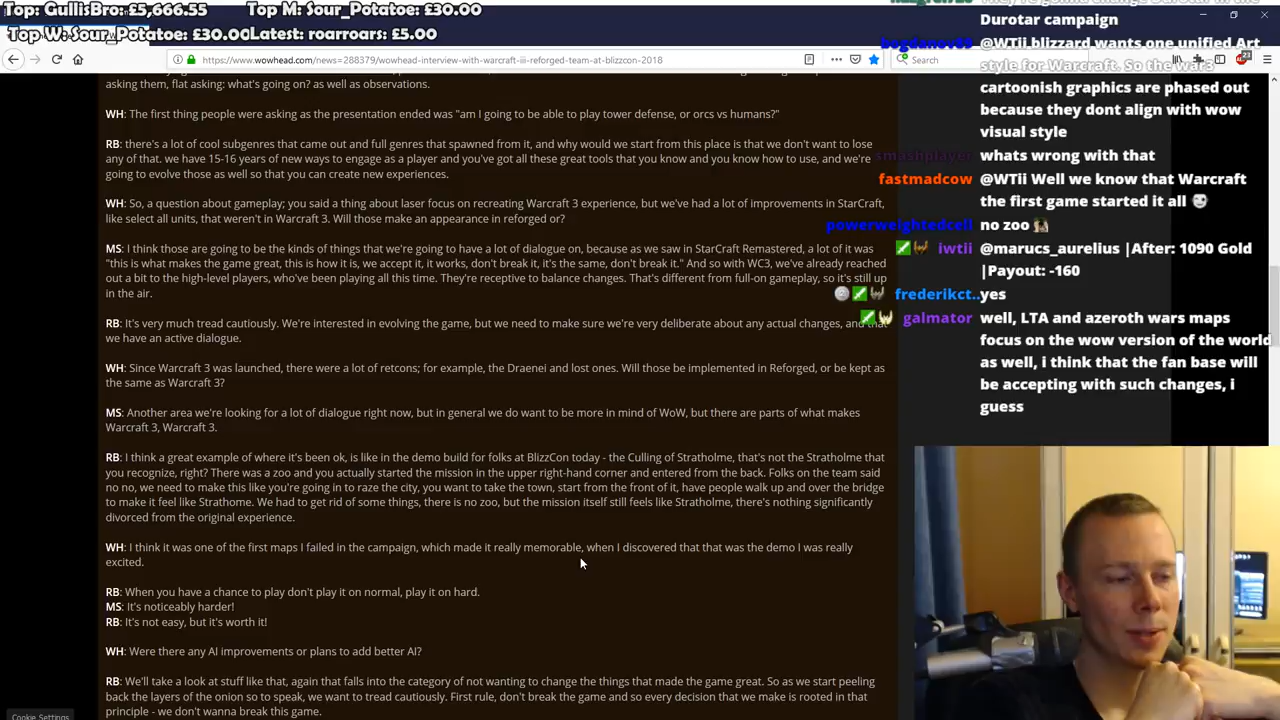 Top: GullisBro: £5,666.55
Top M: Sour_Potatoe: £30.00
Top W: Sour_Potatoe: £30.00
Latest: roarroars: £5.00
https://www.wowhead.com/news=288379/wowhead-interview-with-warcraft-iii-reforged-team-at-blizzcon-2018
Search
asking them, flat asking: what's going on? as well as observations.
WH: The first thing people were asking as the presentation ended was "am I going to be able to play tower defense, or orcs vs humans?"
RB: there's a lot of cool subgenres that came out and full genres that spawned from it, and why would we start from this place is that we don't want to lose
any of that. we have 15-16 years of new ways to engage as a player and you've got all these great tools that you know and you know how to use, and we're
going to evolve those as well so that you can create new experiences.
WH: So, a question about gameplay; you said a thing about laser focus on recreating Warcraft 3 experience, but we've had a lot of improvements in StarCraft,
like select all units, that weren't in Warcraft 3. Will those make an appearance in reforged or?
MS: I think those are going to be the kinds of things that we're going to have a lot of dialogue on, because as we saw in StarCraft Remastered, a lot of it was
"this is what makes the game great, this is how it is, we accept it, it works, don't break it, it's the same, don't break it." And so with WC3, we've already reached
out a bit to the high-level players, who've been playing all this time. They're receptive to balance changes. That's different from full-on gameplay, so it's still up
in the air.
RB: It's very much tread cautiously. We're interested in evolving the game, but we need to make sure we're very deliberate about any actual changes, and that
we have an active dialogue.
WH: Since Warcraft 3 was launched, there were a lot of retcons; for example, the Draenei and lost ones. Will those be implemented in Reforged, or be kept as
the same as Warcraft 3?
MS: Another area we're looking for a lot of dialogue right now, but in general we do want to be more in mind of WoW, but there are parts of what makes
Warcraft 3, Warcraft 3.
RB: I think a great example of where it's been ok, is like in the demo build for folks at BlizzCon today - the Culling of Stratholme, that's not the Stratholme that
you recognize, right? There was a zoo and you actually started the mission in the upper right-hand corner and entered from the back. Folks on the team said
no no, we need to make this like you're going in to raze the city, you want to take the town, start from the front of it, have people walk up and over the bridge
to make it feel like Strathome. We had to get rid of some things, there is no zoo, but the mission itself still feels like Stratholme, there's nothing significantly
divorced from the original experience.
WH: I think it was one of the first maps I failed in the campaign, which made it really memorable, when I discovered that that was the demo I was really
excited.
RB: When you have a chance to play don't play it on normal, play it on hard.
MS: It's noticeably harder!
RB: It's not easy, but it's worth it!
WH: Were there any AI improvements or plans to add better AI?
RB: We'll take a look at stuff like that, again that falls into the category of not wanting to change the things that made the game great. So as we start peeling
back the layers of the onion so to speak, we want to tread cautiously. First rule, don't break the game and so every decision that we make is rooted in that
principle - we don't wanna break this game.
Cookie Settings
Durotar campaign
@WTii blizzard wants one unified Art
style for Warcraft. So the war3
cartoonish graphics are phased out
because they dont align with wow
visual style
smashplayer whats wrong with that
fastmadcow @WTii Well we know that Warcraft
the first game started it all
powerweightedcell no zoo
iwtii @marucs_aurelius |After: 1090 Gold
|Payout: -160
frederikct.. yes
galmator well, LTA and azeroth wars maps
focus on the wow version of the world
as well, i think that the fan base will
be accepting with such changes, i
guess